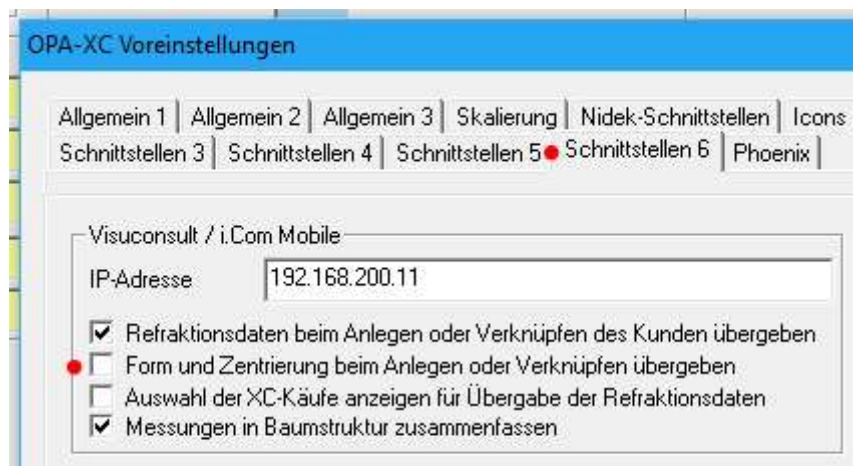 OPA-XC Voreinstellungen
Allgemein 1 Allgemein 2 Allgemein 3 Skalierung Nidek-Schnittstellen Icons
Schnittstellen 3 Schnittstellen 4 Schnittstellen 5 Schnittstellen 6 Phoenix
Visuconsult / i.Com Mobile
IP-Adresse 192.168.200.11
Refraktionsdaten beim Anlegen oder Verknüpfen des Kunden übergeben
Form und Zentrierung beim Anlegen oder Verknüpfen übergeben
Auswahl der XC-Käufe anzeigen für Übergabe der Refraktionsdaten
Messungen in Baumstruktur zusammenfassen